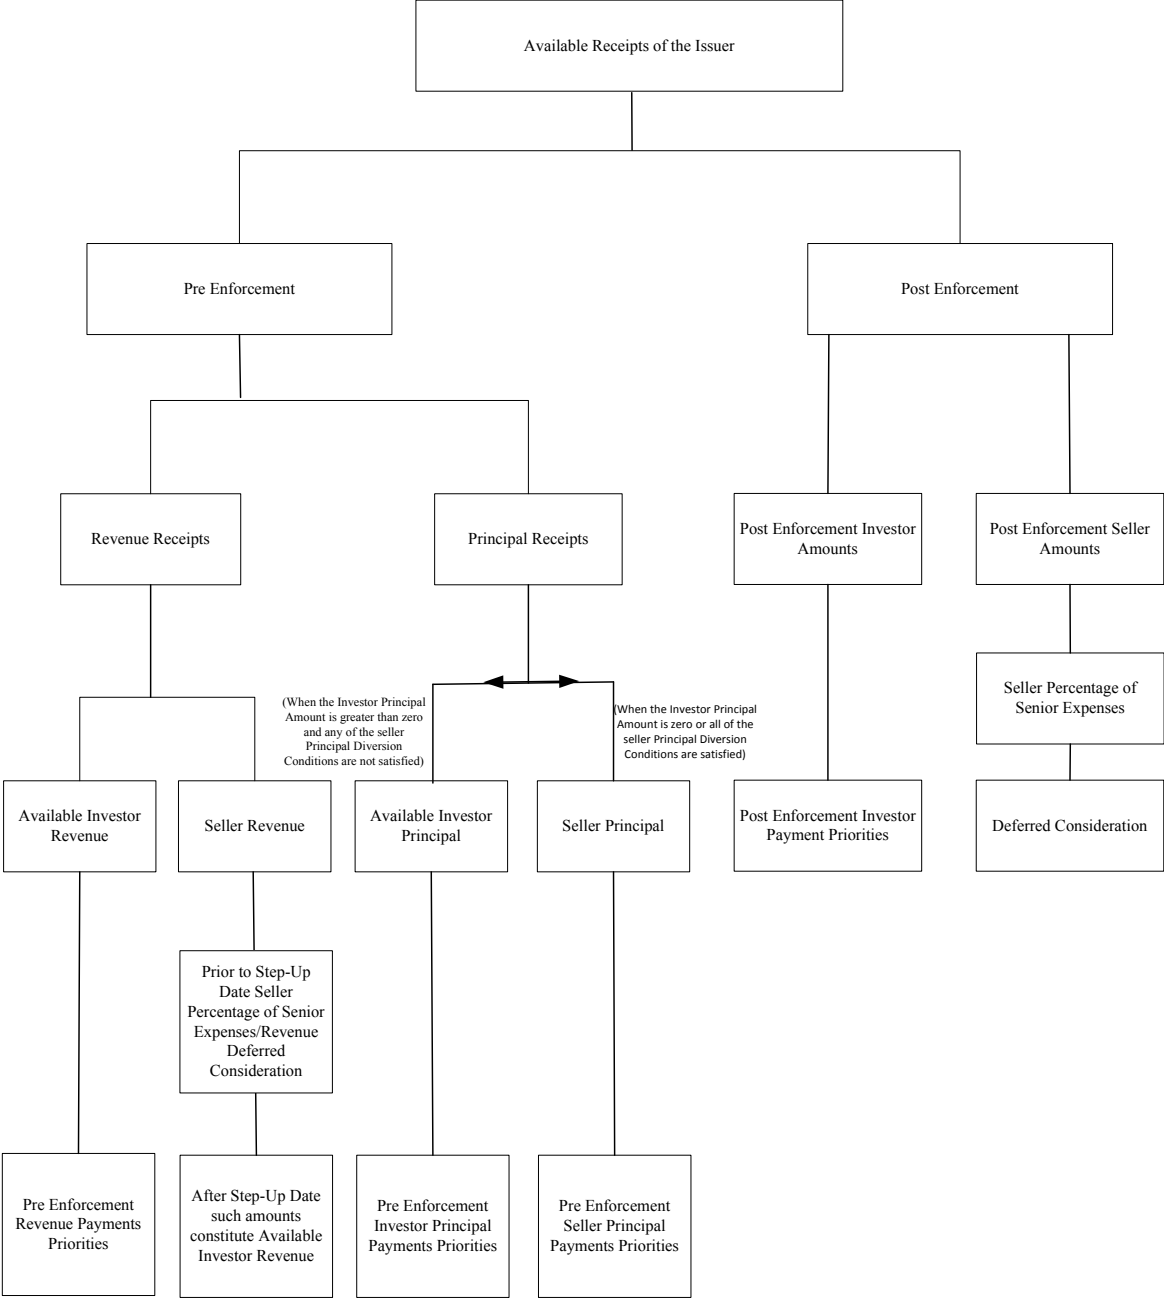 Available Receipts of the Issuer
Pre Enforcement
Post Enforcement
Revenue Receipts
Principal Receipts
Post Enforcement Investor
Amounts
Post Enforcement Seller
Amounts
Seller Percentage of
Senior Expenses
(When the Investor Principal
Amount is greater than zero
and any of the seller
Principal Diversion
Conditions are not satisfied)
(When the Investor Principal
Amount is zero or all of the
seller Principal Diversion
Conditions are satisfied)
Available Investor
Revenue
Seller Revenue
Available Investor
Principal
Seller Principal
Post Enforcement Investor
Payment Priorities
Deferred Consideration
Prior to Step-Up
Date Seller
Percentage of Senior
Expenses/Revenue
Deferred
Consideration
Pre Enforcement
Revenue Payments
Priorities
After Step-Up Date
such amounts
constitute Available
Investor Revenue
Pre Enforcement
Investor Principal
Payments Priorities
Pre Enforcement
Seller Principal
Payments Priorities